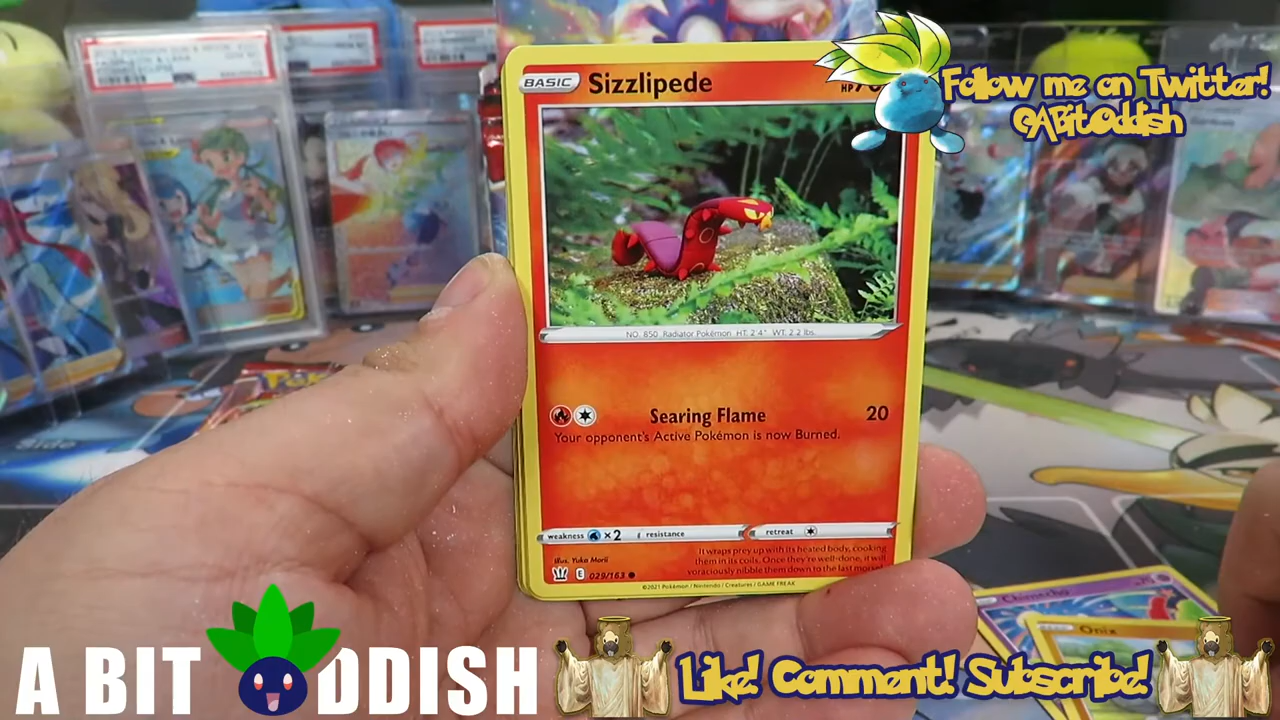 BASIC Sizzlipede HP
Follow me on Twitter!
@ABitOddish
NO. 850 Radiator Pokémon HT. 2'4" WT. 2.2 lbs.
Searing Flame 20
Your opponent's Active Pokémon is now Burned.
weakness ×2 resistance retreat
Illus. Yuka Morii
It wraps prey up with its heated body, cooking
them in its coils. Once they're well-done, it will
voraciously nibble them down to the last morsel.
E 029/163
©2021 Pokémon / Nintendo / Creatures / GAME FREAK
Side
Chimecho
Onix
A BIT ODDISH
Like! Comment! Subscribe!